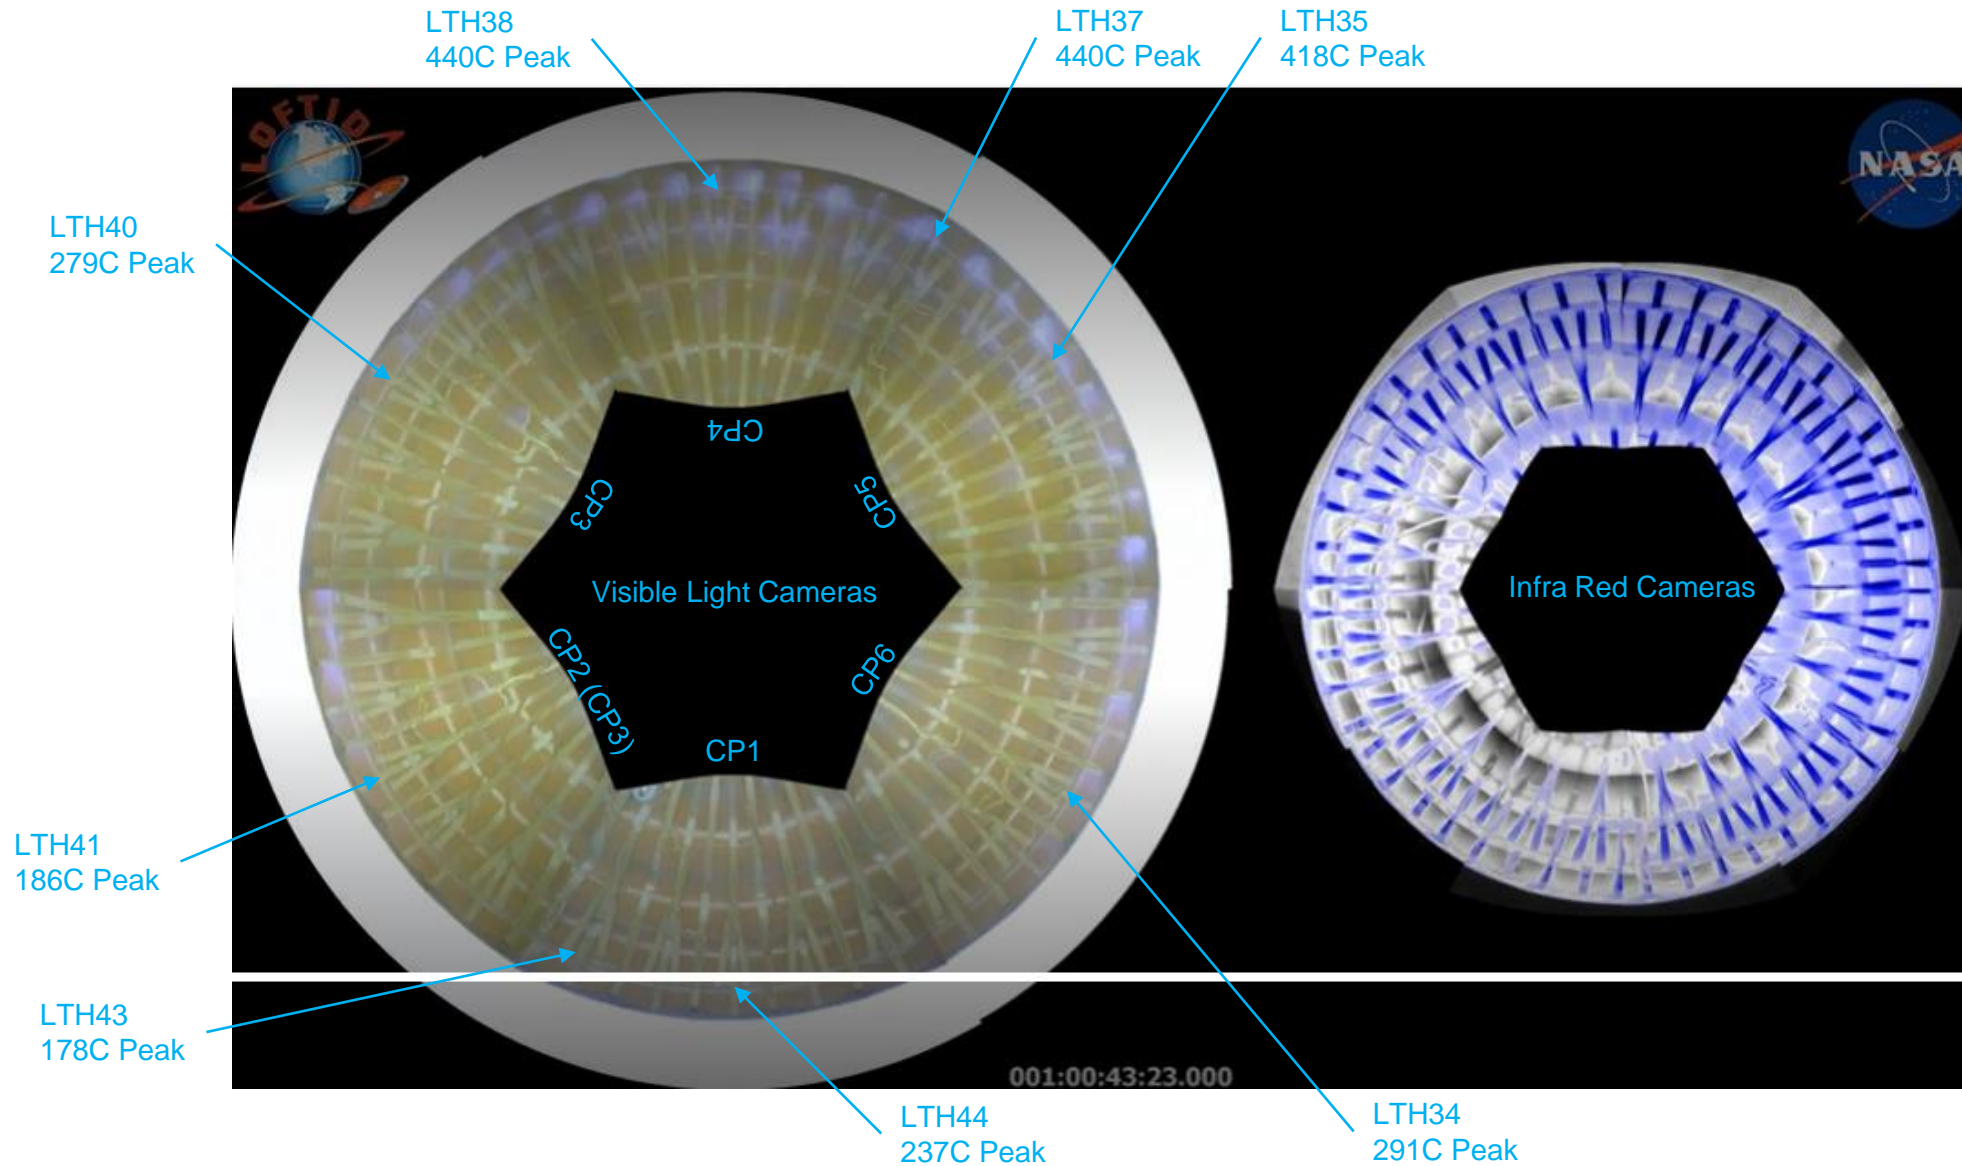 LTH38
440C Peak
LTH37
440C Peak
LTH35
418C Peak
LOFTID
NASA
LTH40
279C Peak
CP4
CP3
CP5
Visible Light Cameras
Infra Red Cameras
CP2 (CP3)
CP6
CP1
LTH41
186C Peak
LTH43
178C Peak
001:00:43:23.000
LTH44
237C Peak
LTH34
291C Peak